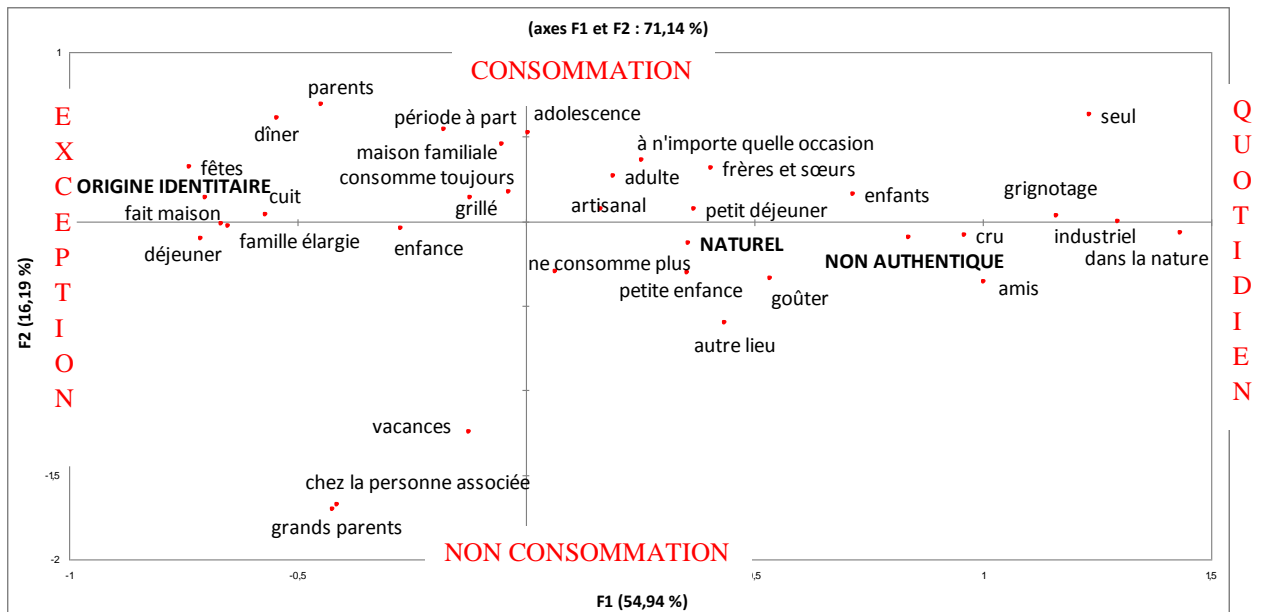 (axes F1 et F2 : 71,14 %)
1
CONSOMMATION
EXCEPTION
QUOTIDIEN
parents
dîner
période à part
adolescence
seul
maison familiale
à n'importe quelle occasion
fêtes
consomme toujours
adulte
frères et sœurs
ORIGINE IDENTITAIRE
cuit
grillé
artisanal
petit déjeuner
enfants
grignotage
fait maison
famille élargie
enfance
déjeuner
NATUREL
cru
industriel
ne consomme plus
NON AUTHENTIQUE
dans la nature
petite enfance
goûter
amis
autre lieu
F2 (16,19 %)
vacances
-1,5
chez la personne associée
grands parents
NON CONSOMMATION
-2
-1
-0,5
,5
1
1,5
F1 (54,94 %)